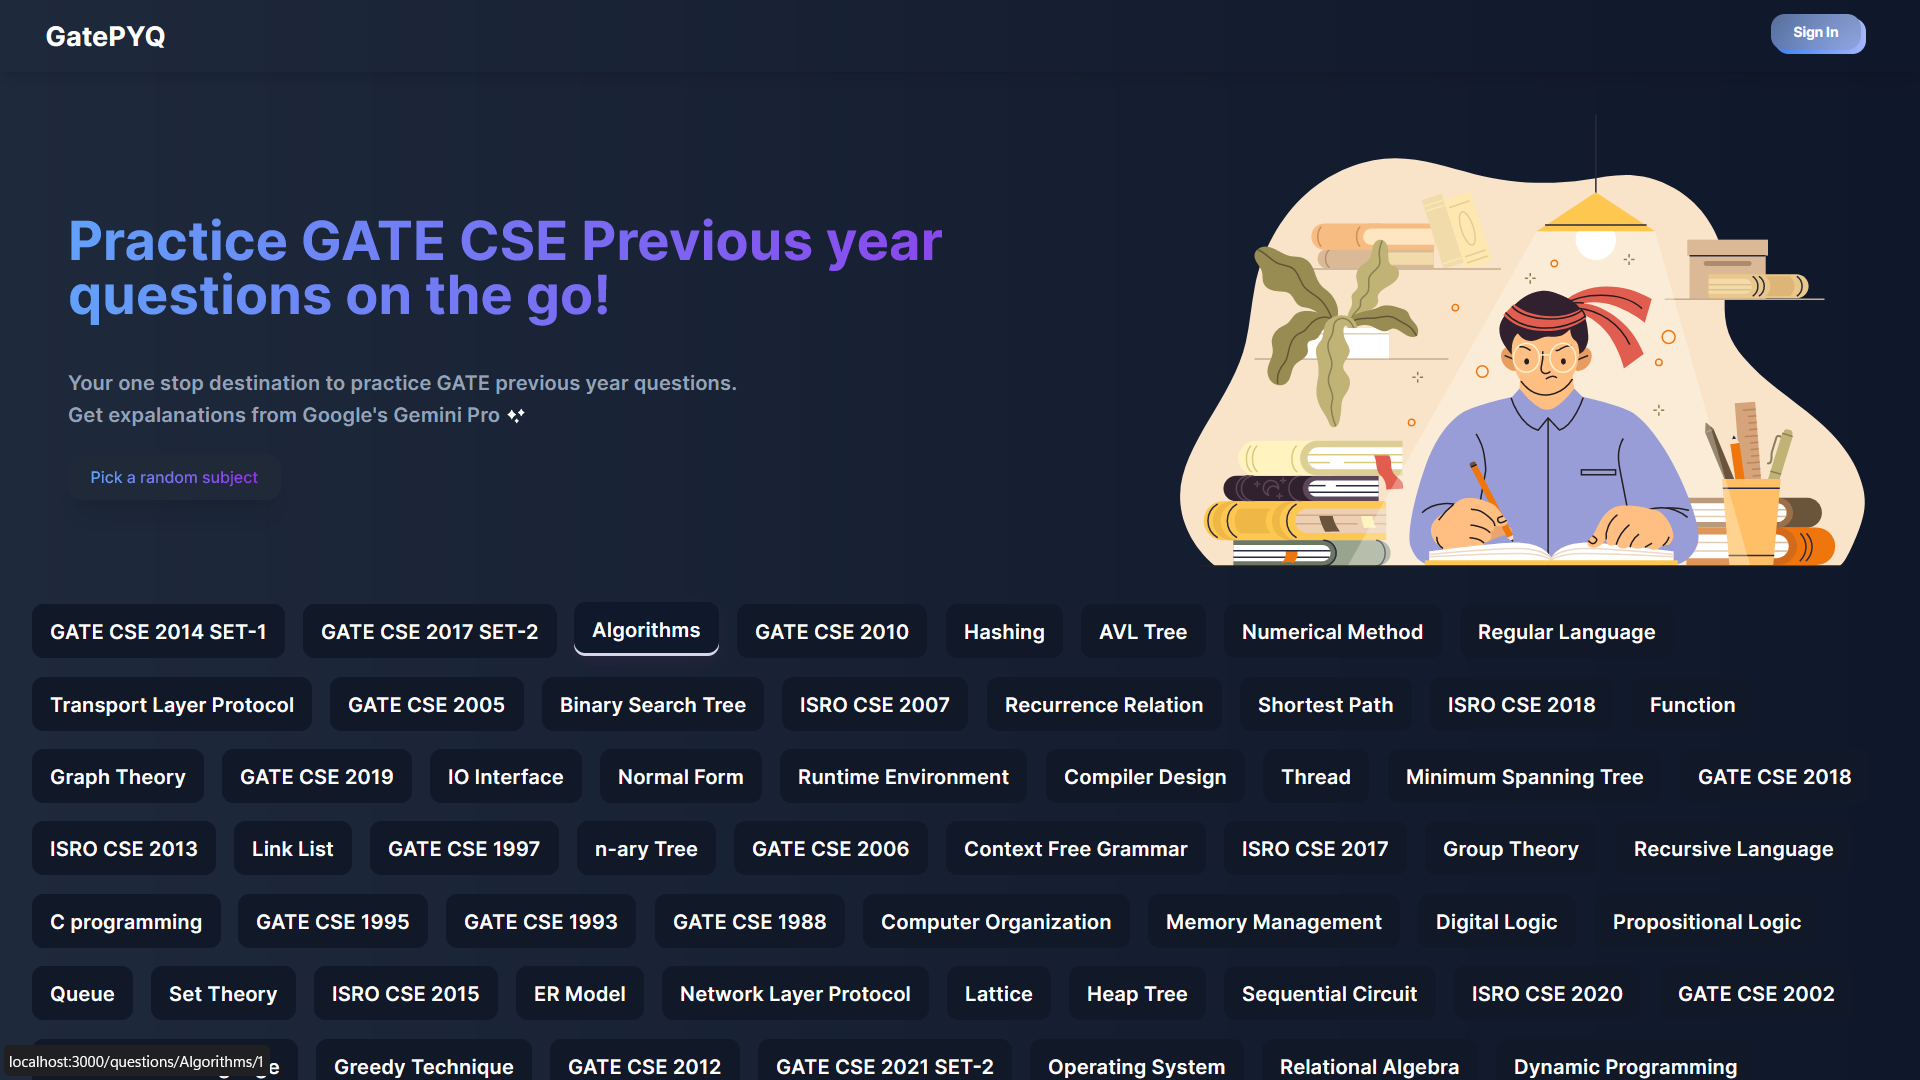 GatePYQ
Sign In
Practice GATE CSE Previous year
questions on the go!
Your one stop destination to practice GATE previous year questions.
Get expalanations from Google's Gemini Pro
Pick a random subject
GATE CSE 2014 SET-1 GATE CSE 2017 SET-2 Algorithms GATE CSE 2010 Hashing AVL Tree Numerical Method Regular Language
Transport Layer Protocol GATE CSE 2005 Binary Search Tree ISRO CSE 2007 Recurrence Relation Shortest Path ISRO CSE 2018 Function
Graph Theory GATE CSE 2019 IO Interface Normal Form Runtime Environment Compiler Design Thread Minimum Spanning Tree GATE CSE 2018
ISRO CSE 2013 Link List GATE CSE 1997 n-ary Tree GATE CSE 2006 Context Free Grammar ISRO CSE 2017 Group Theory Recursive Language
C programming GATE CSE 1995 GATE CSE 1993 GATE CSE 1988 Computer Organization Memory Management Digital Logic Propositional Logic
Queue Set Theory ISRO CSE 2015 ER Model Network Layer Protocol Lattice Heap Tree Sequential Circuit ISRO CSE 2020 GATE CSE 2002
Greedy Technique GATE CSE 2012 GATE CSE 2021 SET-2 Operating System Relational Algebra Dynamic Programming
localhost:3000/questions/Algorithms/1